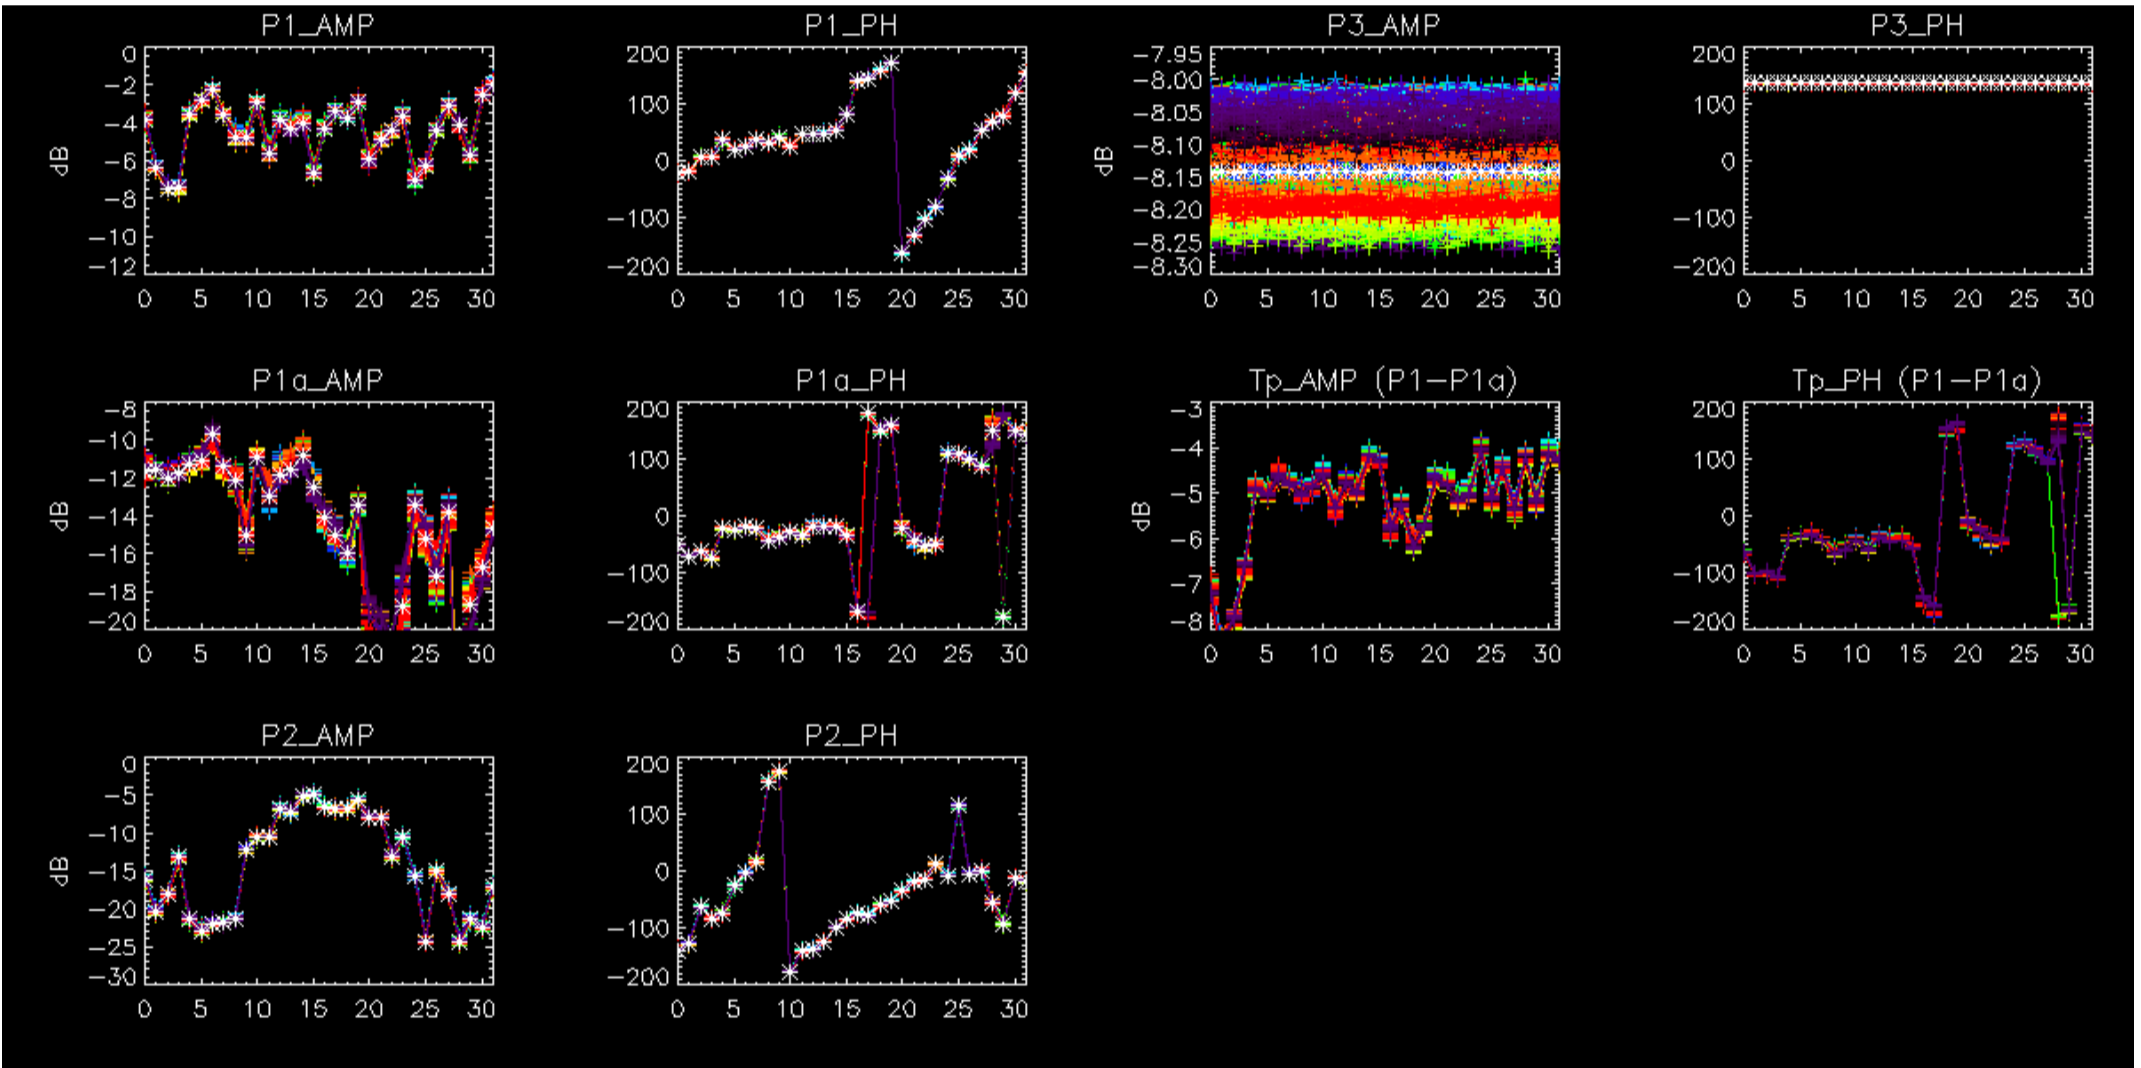 P1_AMP
P1_PH
P3_AMP
P3_PH
0
−2
−4
−6
−8
−10
−12
dB
0 5 10 15 20 25 30
200
100
0
−100
−200
0 5 10 15 20 25 30
−7.95
−8.00
−8.05
−8.10
−8.15
−8.20
−8.25
−8.30
dB
0 5 10 15 20 25 30
200
100
0
−100
−200
0 5 10 15 20 25 30
P1a_AMP
P1a_PH
Tp_AMP (P1−P1a)
Tp_PH (P1−P1a)
−8
−10
−12
−14
−16
−18
−20
dB
0 5 10 15 20 25 30
200
100
0
−100
−200
0 5 10 15 20 25 30
−3
−4
−5
−6
−7
−8
dB
0 5 10 15 20 25 30
200
100
0
−100
−200
0 5 10 15 20 25 30
P2_AMP
P2_PH
0
−5
−10
−15
−20
−25
−30
dB
0 5 10 15 20 25 30
200
100
0
−100
−200
0 5 10 15 20 25 30